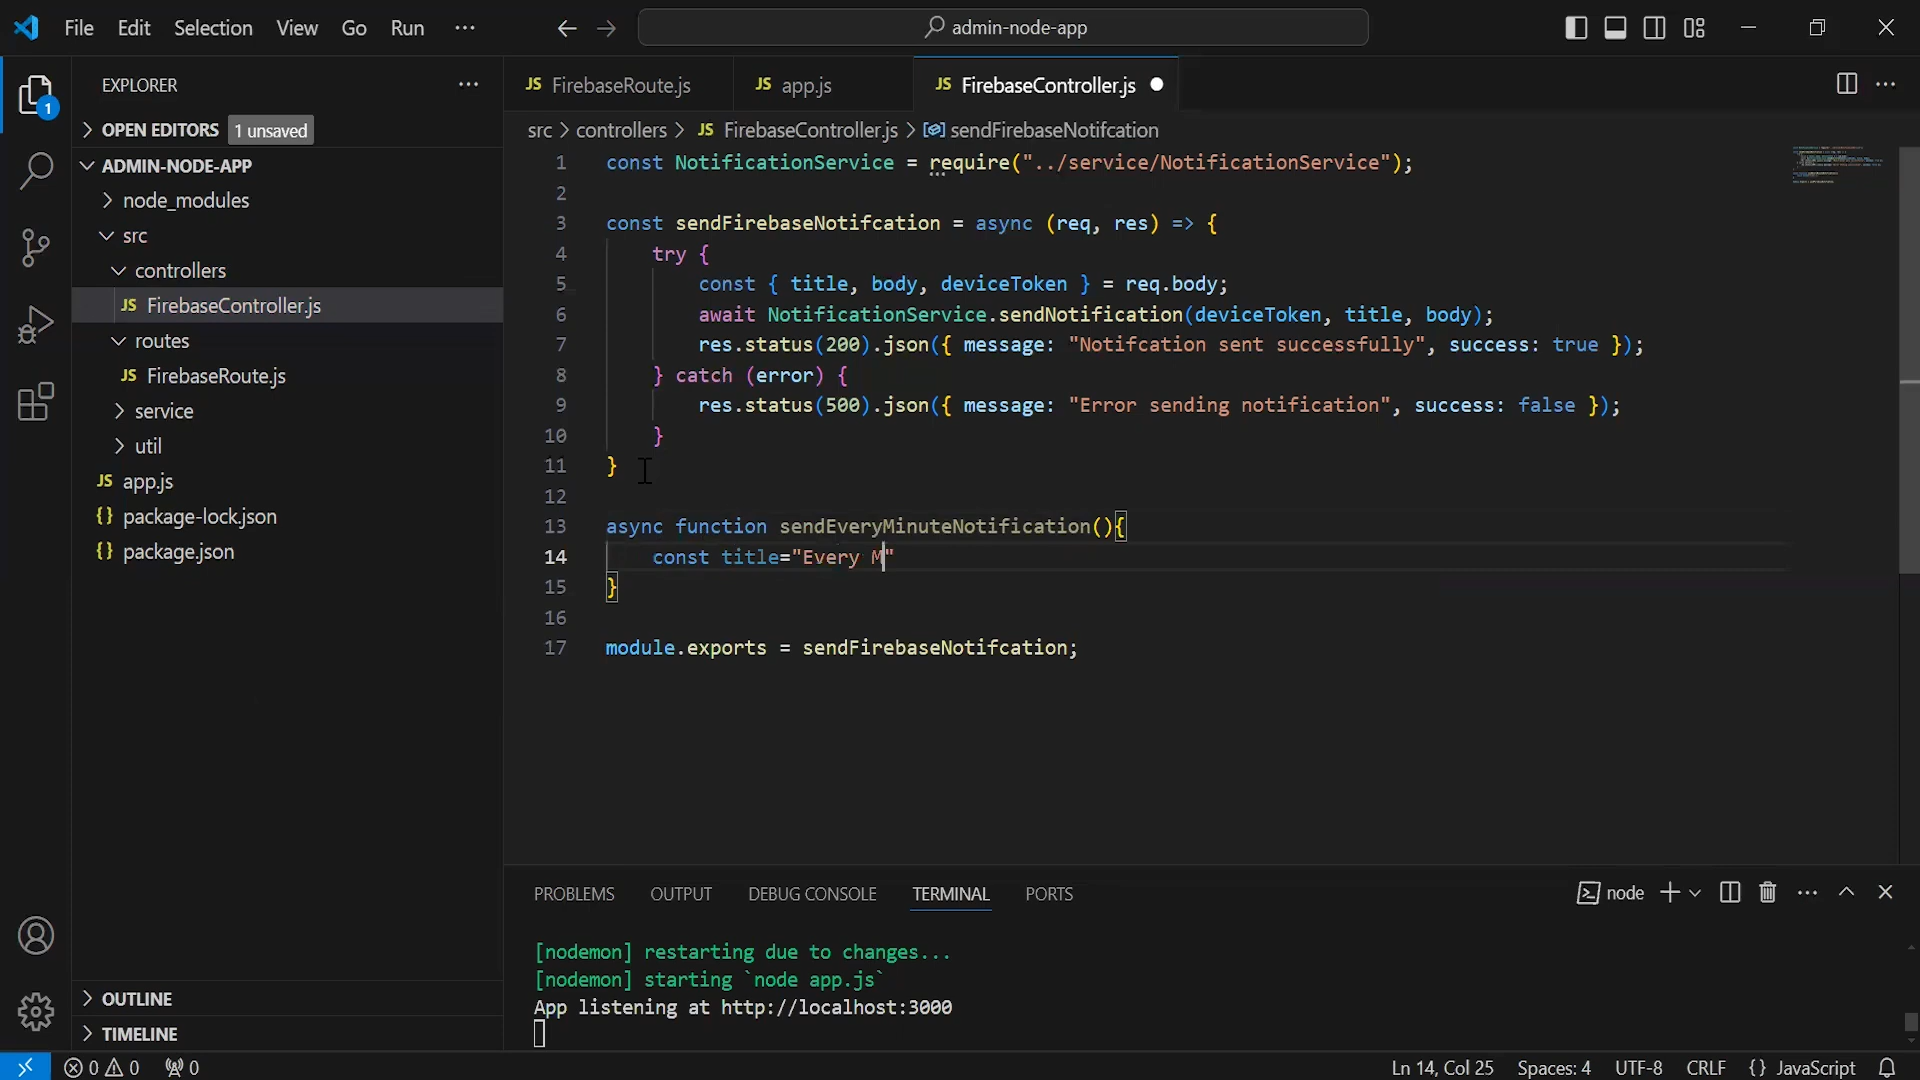 File Edit Selection View Go Run ...
admin-node-app
EXPLORER
1
OPEN EDITORS 1 unsaved
ADMIN-NODE-APP
node_modules
src
controllers
JS FirebaseController.js
routes
JS FirebaseRoute.js
service
util
JS app.js
{} package-lock.json
{} package.json
OUTLINE
TIMELINE
JS FirebaseRoute.js JS app.js JS FirebaseController.js
src > controllers > JS FirebaseController.js > sendFirebaseNotifcation
1 const NotificationService = require("../service/NotificationService");
2
3 const sendFirebaseNotifcation = async (req, res) => {
4 try {
5 const { title, body, deviceToken } = req.body;
6 await NotificationService.sendNotification(deviceToken, title, body);
7 res.status(200).json({ message: "Notifcation sent successfully", success: true });
8 } catch (error) {
9 res.status(500).json({ message: "Error sending notification", success: false });
10 }
11 }
12
13 async function sendEveryMinuteNotification(){
14 const title="Every M"
15 }
16
17 module.exports = sendFirebaseNotifcation;
PROBLEMS OUTPUT DEBUG CONSOLE TERMINAL PORTS
node
[nodemon] restarting due to changes...
[nodemon] starting `node app.js`
App listening at http://localhost:3000
0 0 0
Ln 14, Col 25 Spaces: 4 UTF-8 CRLF {} JavaScript